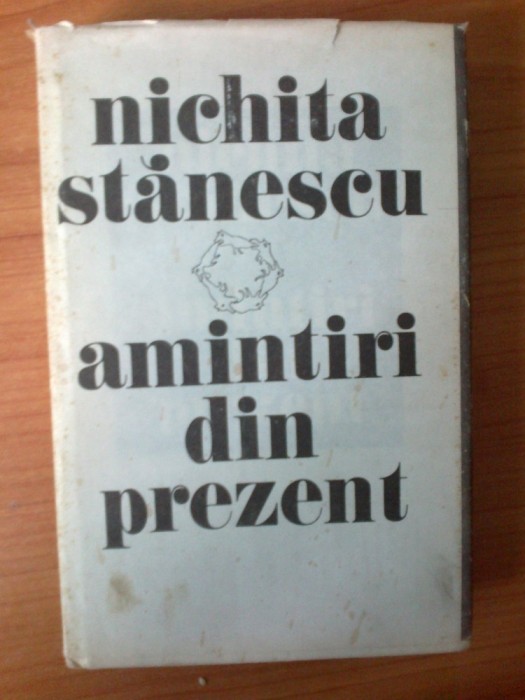 nichita
stănescu
amintiri
din
prezent